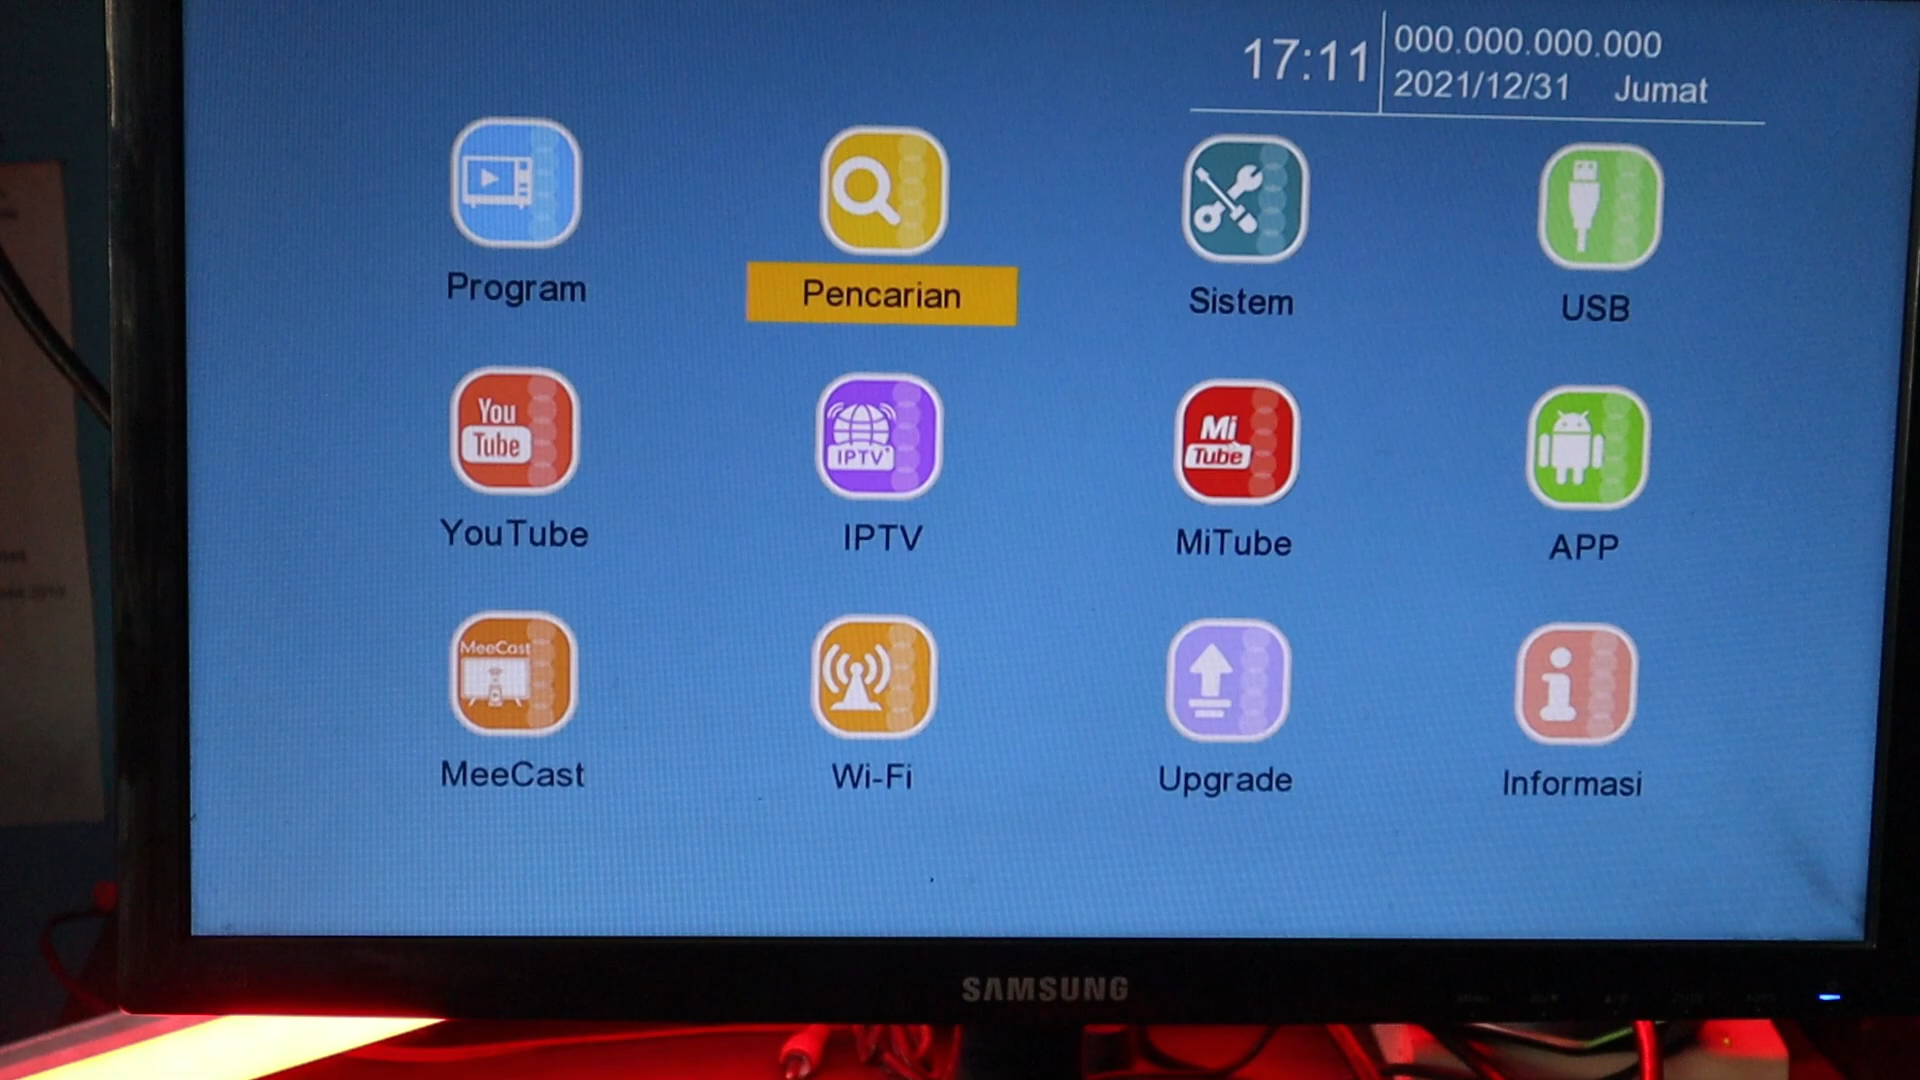 17:11
000.000.000.000
2021/12/31 Jumat
Program
Pencarian
Sistem
USB
You
Tube
IPTV
Mi
Tube
YouTube
IPTV
MiTube
APP
MeeCast
MeeCast
Wi-Fi
Upgrade
Informasi
SAMSUNG